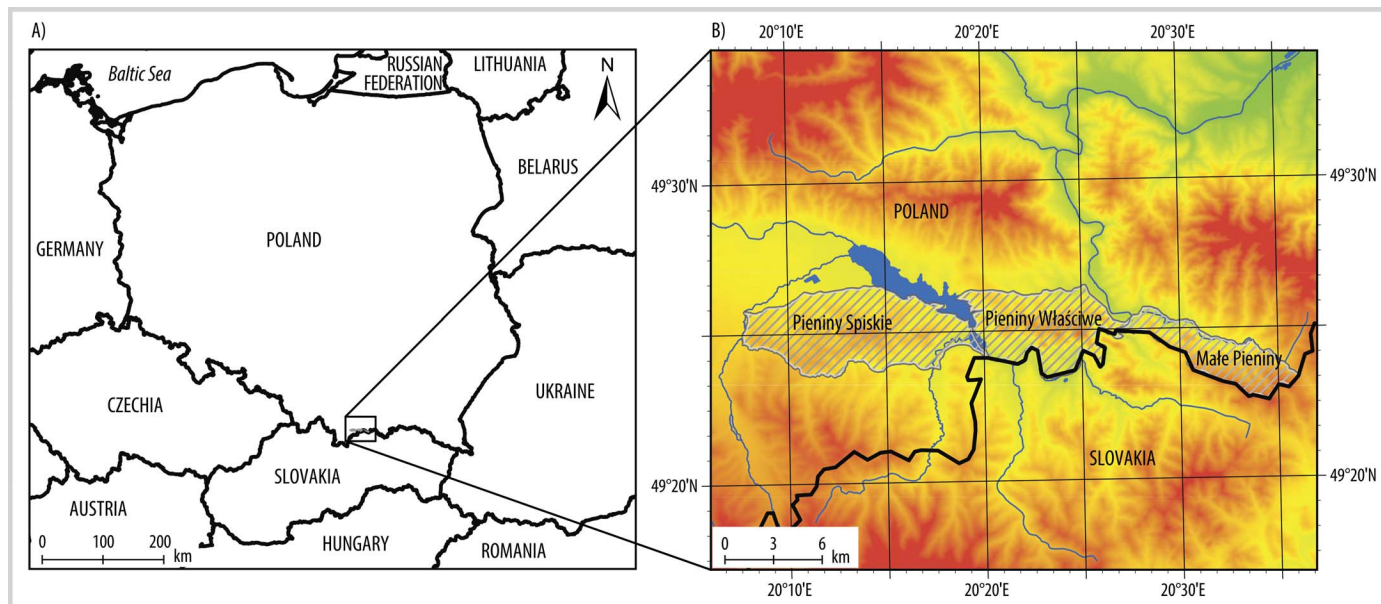 A)
Baltic Sea
RUSSIAN
FEDERATION
LITHUANIA
N
BELARUS
GERMANY
POLAND
UKRAINE
CZECHIA
SLOVAKIA
AUSTRIA
HUNGARY
ROMANIA
0 100 200
km
B)
20°10'E 20°20'E 20°30'E
49°30'N 49°30'N
POLAND
Pieniny Spiskie
Pieniny Właściwe
Małe Pieniny
SLOVAKIA
49°20'N 49°20'N
0 3 6
km
20°10'E 20°20'E 20°30'E